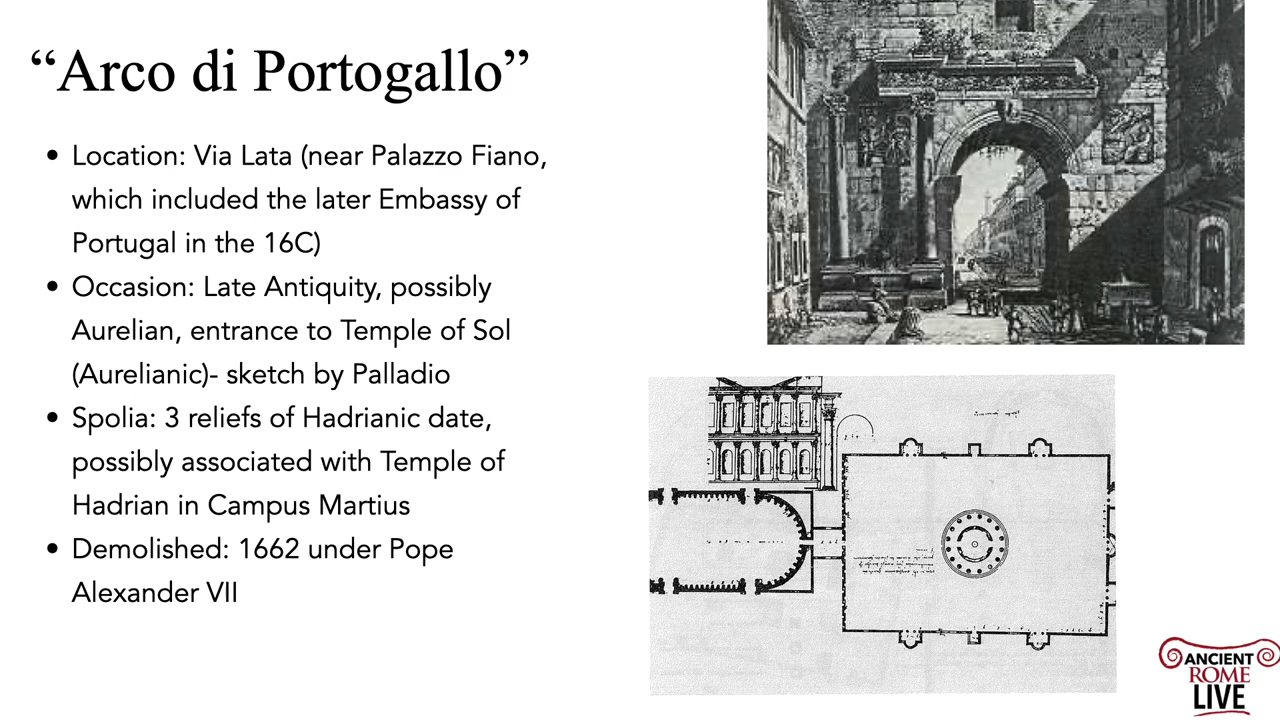 “Arco di Portogallo”
• Location: Via Lata (near Palazzo Fiano,
which included the later Embassy of
Portugal in the 16C)
• Occasion: Late Antiquity, possibly
Aurelian, entrance to Temple of Sol
(Aurelianic)- sketch by Palladio
• Spolia: 3 reliefs of Hadrianic date,
possibly associated with Temple of
Hadrian in Campus Martius
• Demolished: 1662 under Pope
Alexander VII
ANCIENT
ROME
LIVE